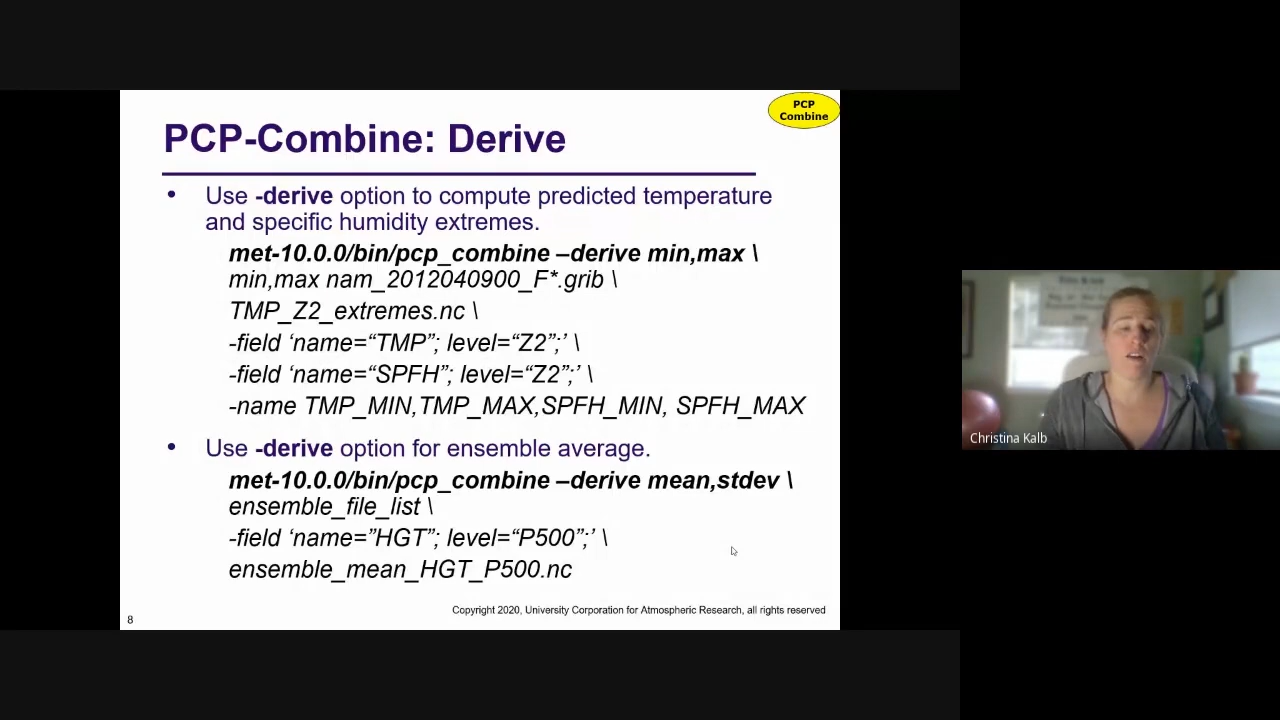 PCP
Combine
PCP-Combine: Derive
• Use -derive option to compute predicted temperature
and specific humidity extremes.
met-10.0.0/bin/pcp_combine –derive min,max \
min,max nam_2012040900_F*.grib \
TMP_Z2_extremes.nc \
-field ‘name=“TMP”; level=“Z2”;’ \
-field ‘name=“SPFH”; level=“Z2”;’ \
-name TMP_MIN,TMP_MAX,SPFH_MIN, SPFH_MAX
• Use -derive option for ensemble average.
met-10.0.0/bin/pcp_combine –derive mean,stdev \
ensemble_file_list \
-field ‘name=”HGT”; level=“P500”;’ \
ensemble_mean_HGT_P500.nc
Copyright 2020, University Corporation for Atmospheric Research, all rights reserved
8
Christina Kalb